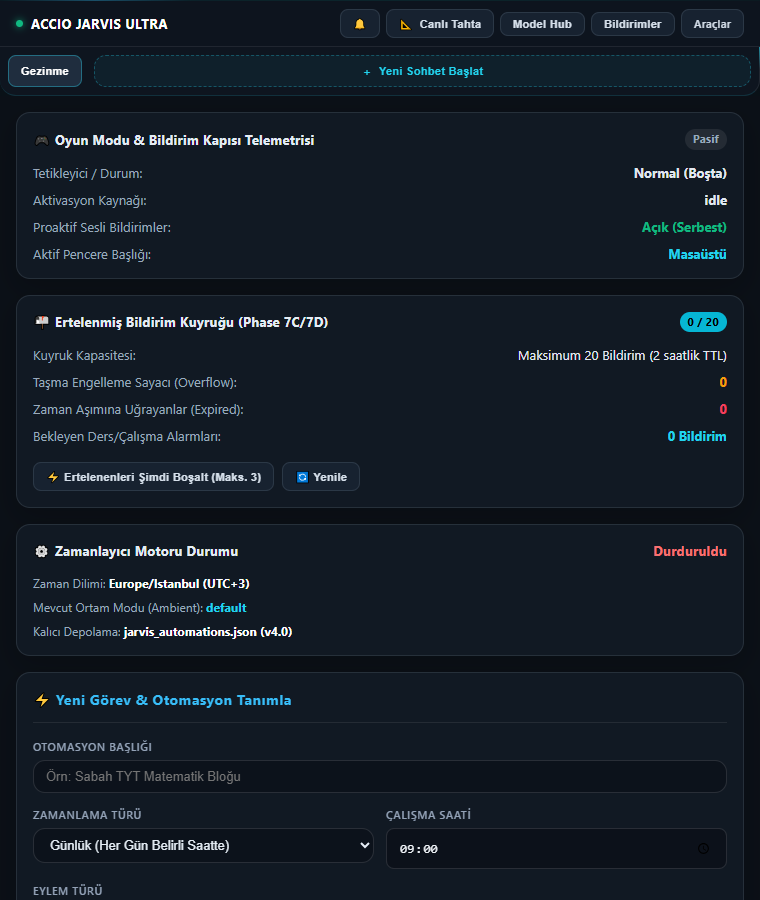 ACCIO JARVIS ULTRA
Canlı Tahta
Model Hub
Bildirimler
Araçlar
Gezinme
+ Yeni Sohbet Başlat
Oyun Modu & Bildirim Kapısı Telemetrisi
Pasif
Tetikleyici / Durum: Normal (Boşta)
Aktivasyon Kaynağı: idle
Proaktif Sesli Bildirimler: Açık (Serbest)
Aktif Pencere Başlığı: Masaüstü
Ertelenmiş Bildirim Kuyruğu (Phase 7C/7D)
0 / 20
Kuyruk Kapasitesi: Maksimum 20 Bildirim (2 saatlik TTL)
Taşma Engelleme Sayacı (Overflow): 0
Zaman Aşımına Uğrayanlar (Expired): 0
Bekleyen Ders/Çalışma Alarmları: 0 Bildirim
Ertelenenleri Şimdi Boşalt (Maks. 3)
Yenile
Zamanlayıcı Motoru Durumu
Durduruldu
Zaman Dilimi: Europe/Istanbul (UTC+3)
Mevcut Ortam Modu (Ambient): default
Kalıcı Depolama: jarvis_automations.json (v4.0)
Yeni Görev & Otomasyon Tanımla
OTOMASYON BAŞLIĞI
Örn: Sabah TYT Matematik Bloğu
ZAMANLAMA TÜRÜ
ÇALIŞMA SAATİ
Günlük (Her Gün Belirli Saatte)
09:00
EYLEM TÜRÜ